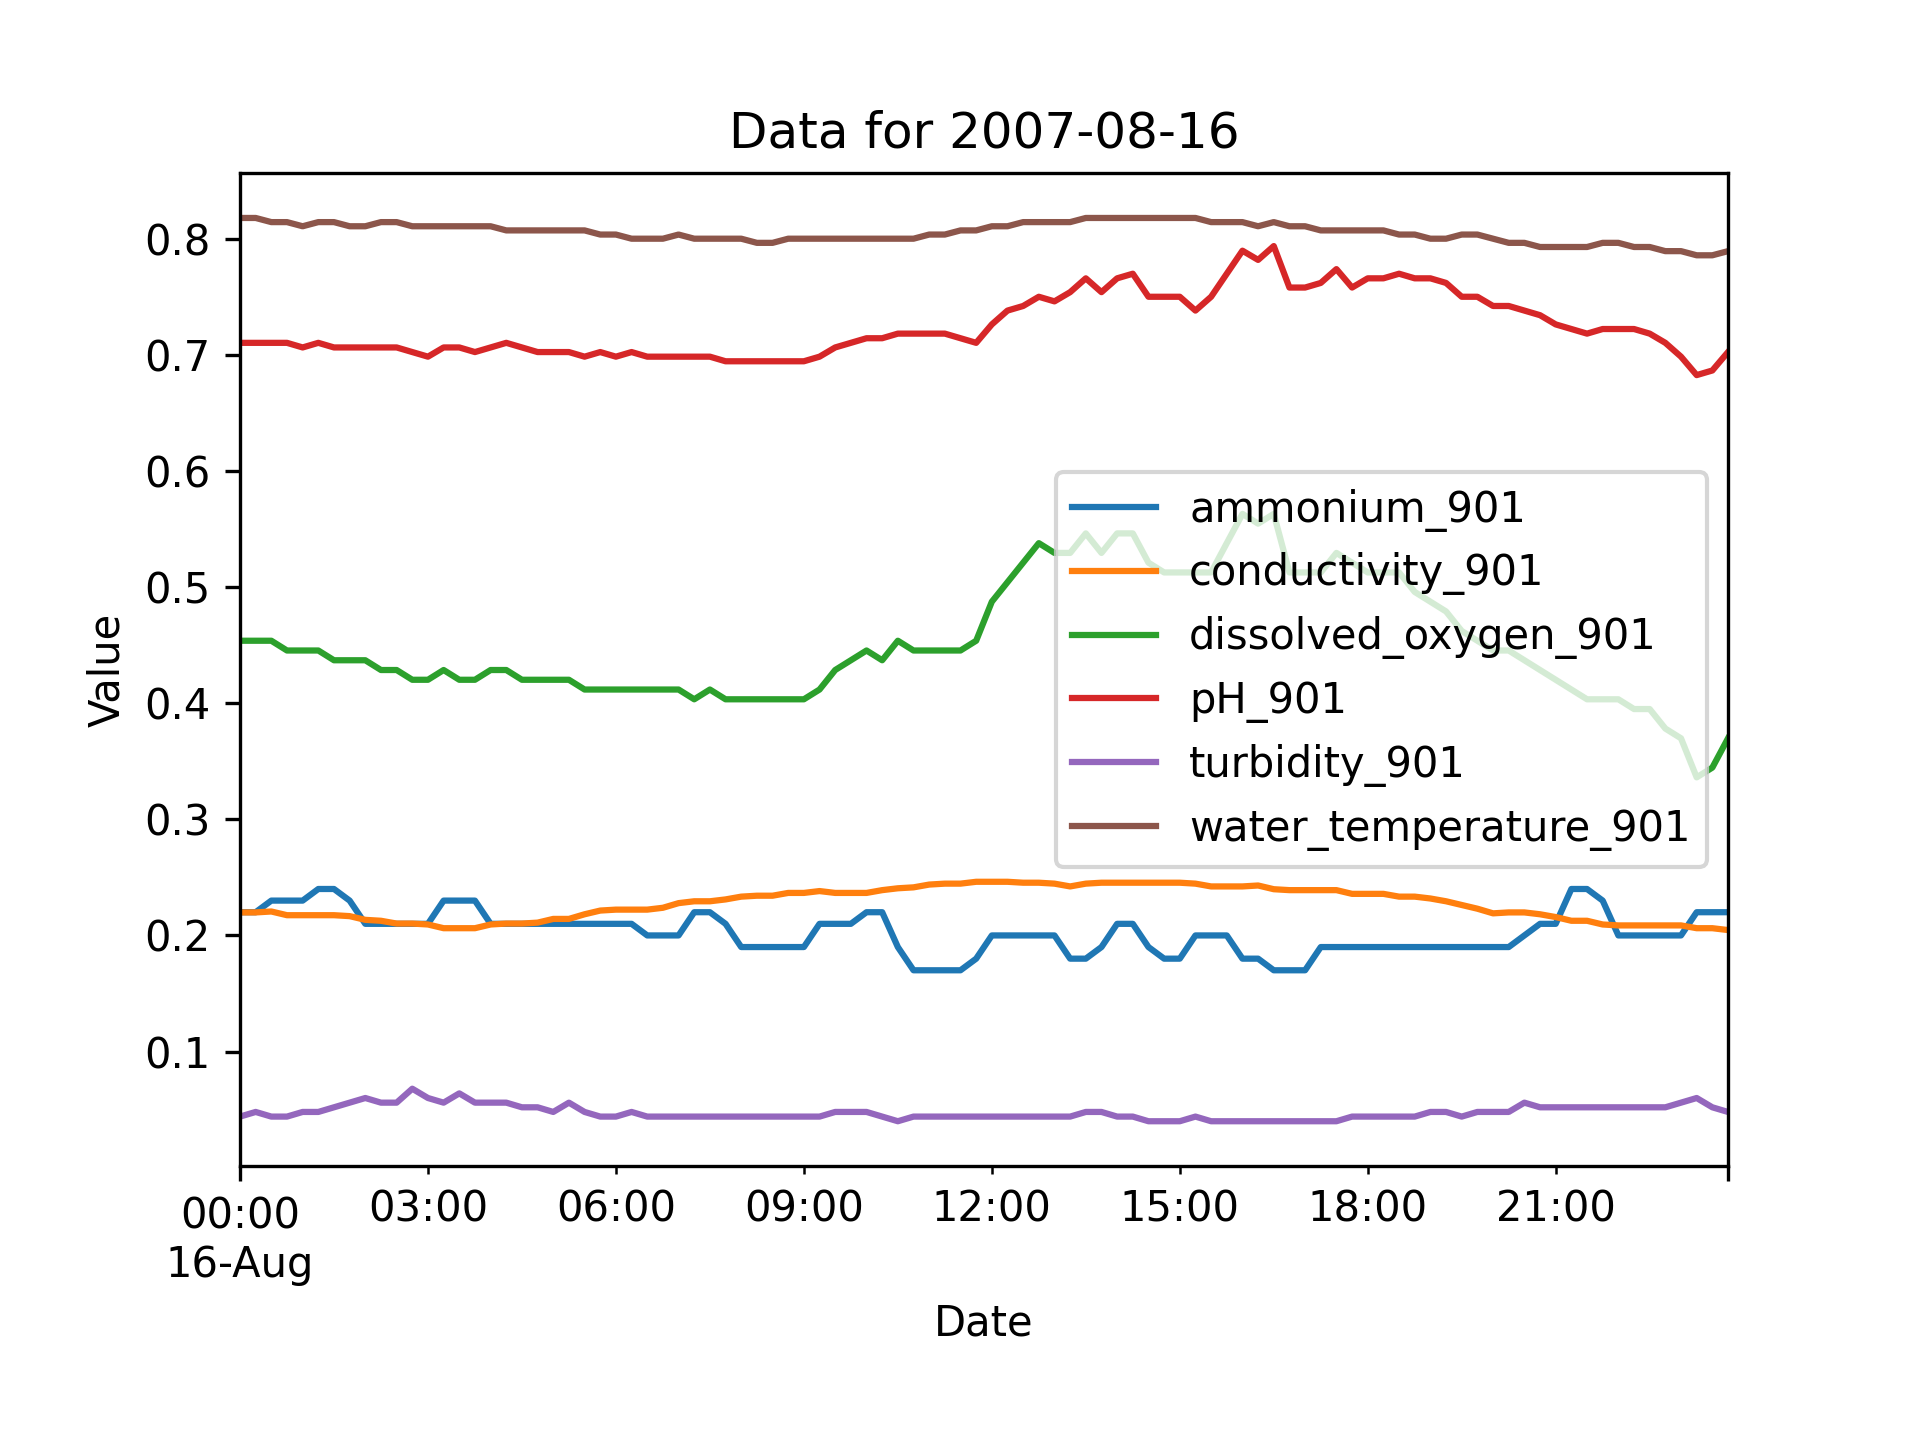 Data for 2007-08-16
Value
0.8
0.7
0.6
0.5
0.4
0.3
0.2
0.1
ammonium_901
conductivity_901
dissolved_oxygen_901
pH_901
turbidity_901
water_temperature_901
00:00 03:00 06:00 09:00 12:00 15:00 18:00 21:00
16-Aug
Date